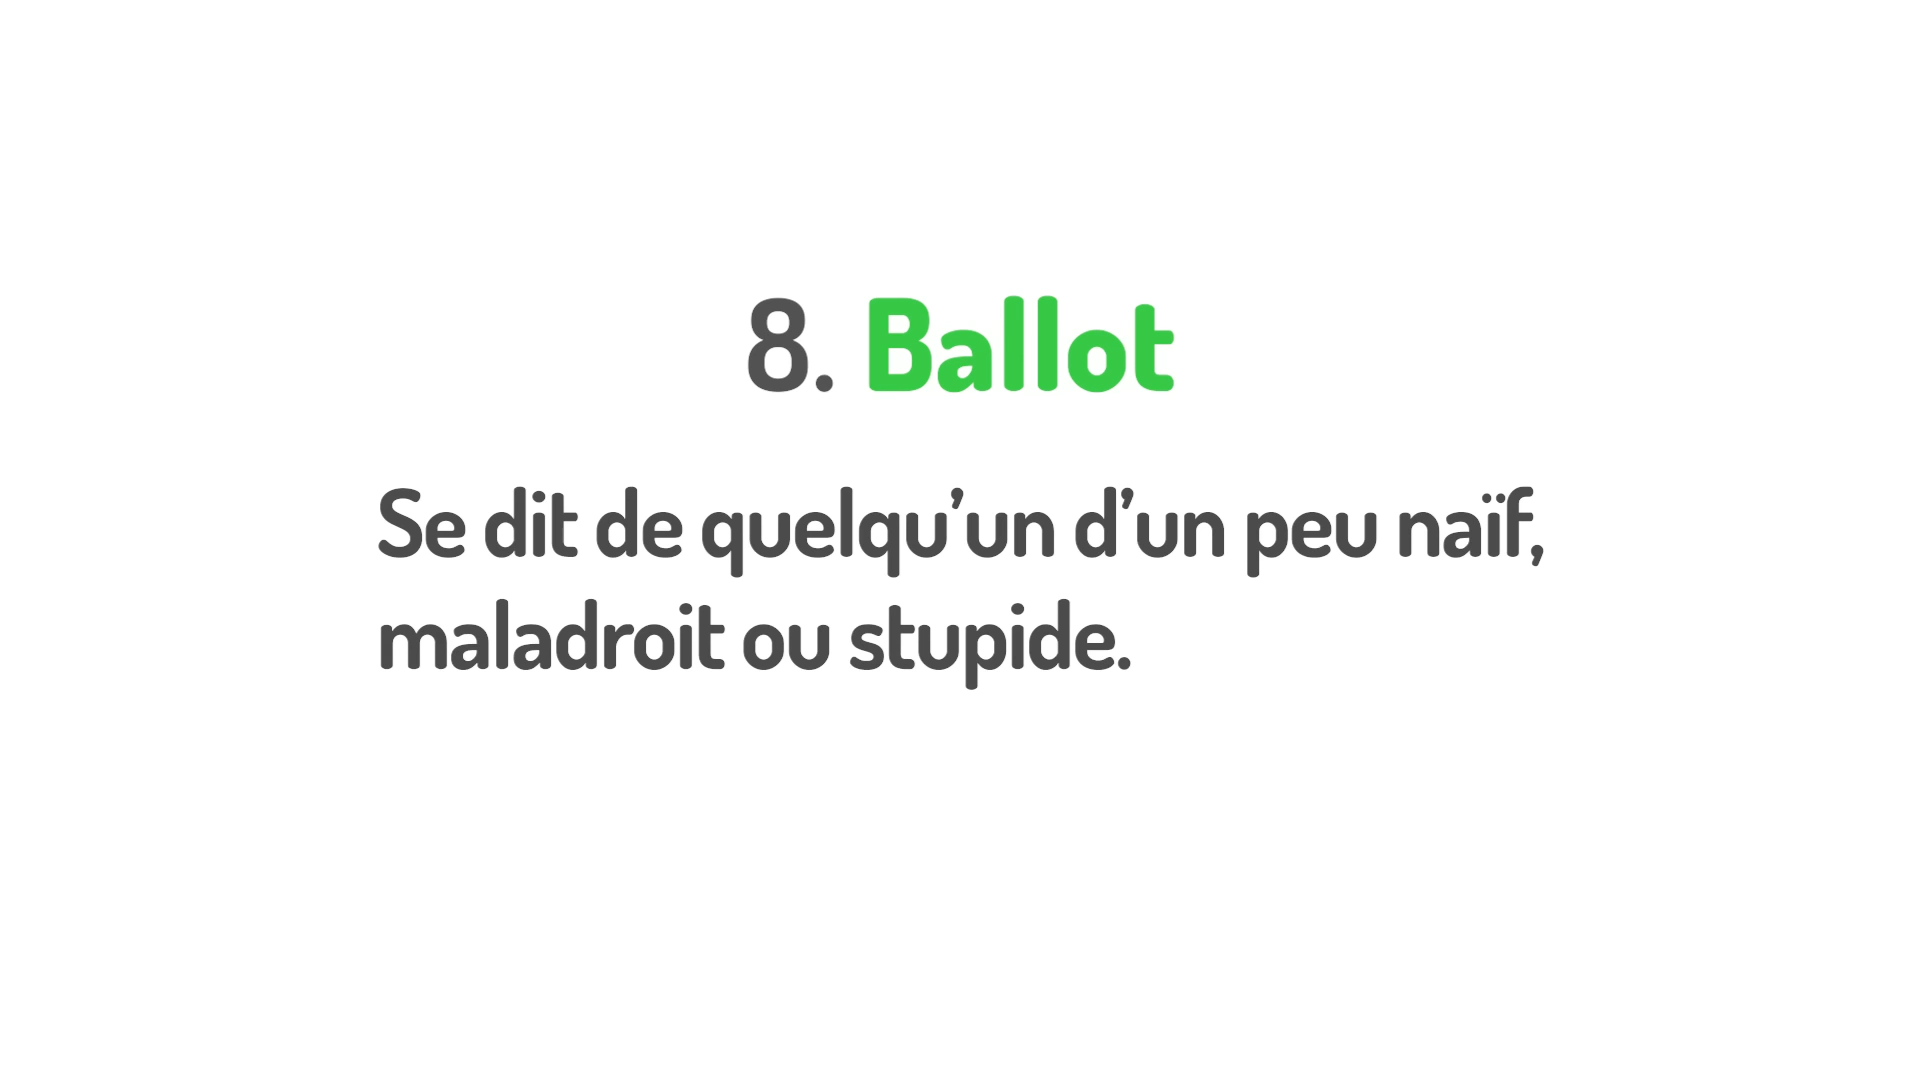 8. Ballot
Se dit de quelqu’un d’un peu naïf,
maladroit ou stupide.